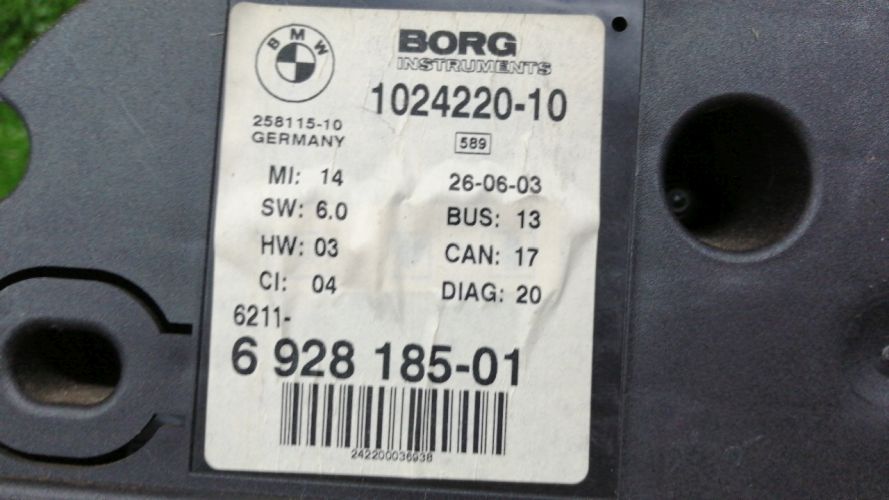 BMW
BORG
INSTRUMENTS
1024220-10
258115-10
GERMANY
589
MI: 14
26-06-03
SW: 6.0
BUS: 13
HW: 03
CAN: 17
CI: 04
DIAG: 20
6211-
6 928 185-01
242200036938